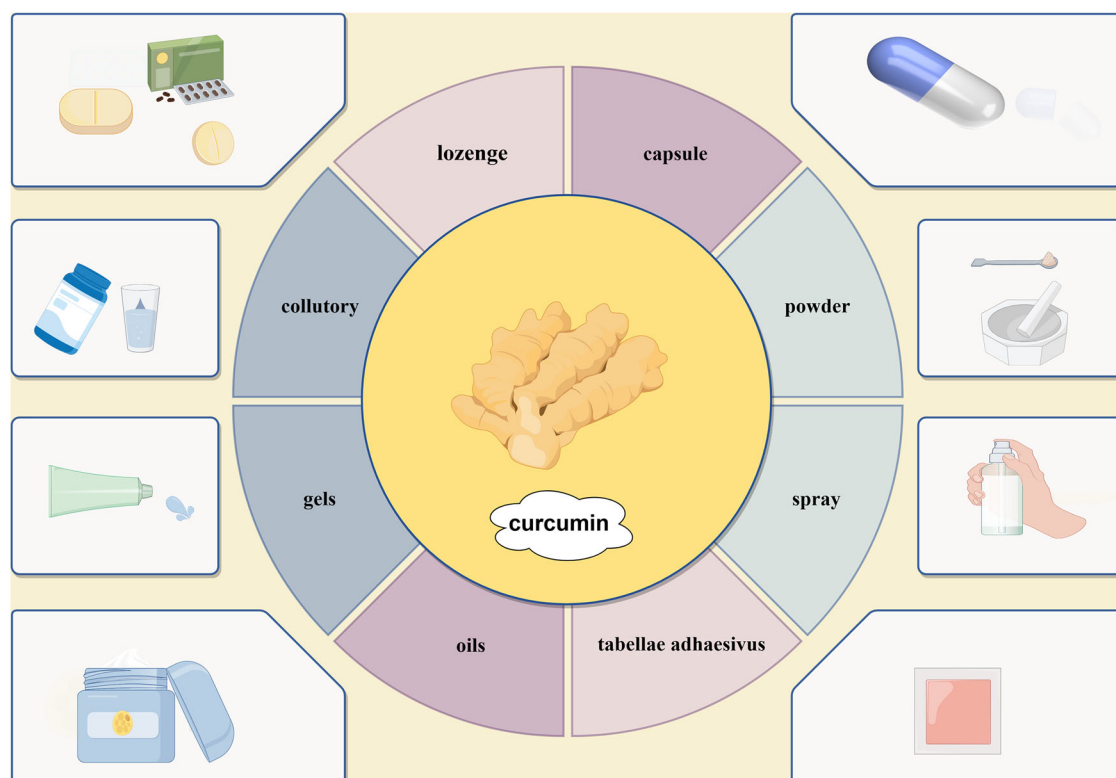 lozenge
capsule
collutory
powder
gels
spray
curcumin
oils
tabellae adhaesivus